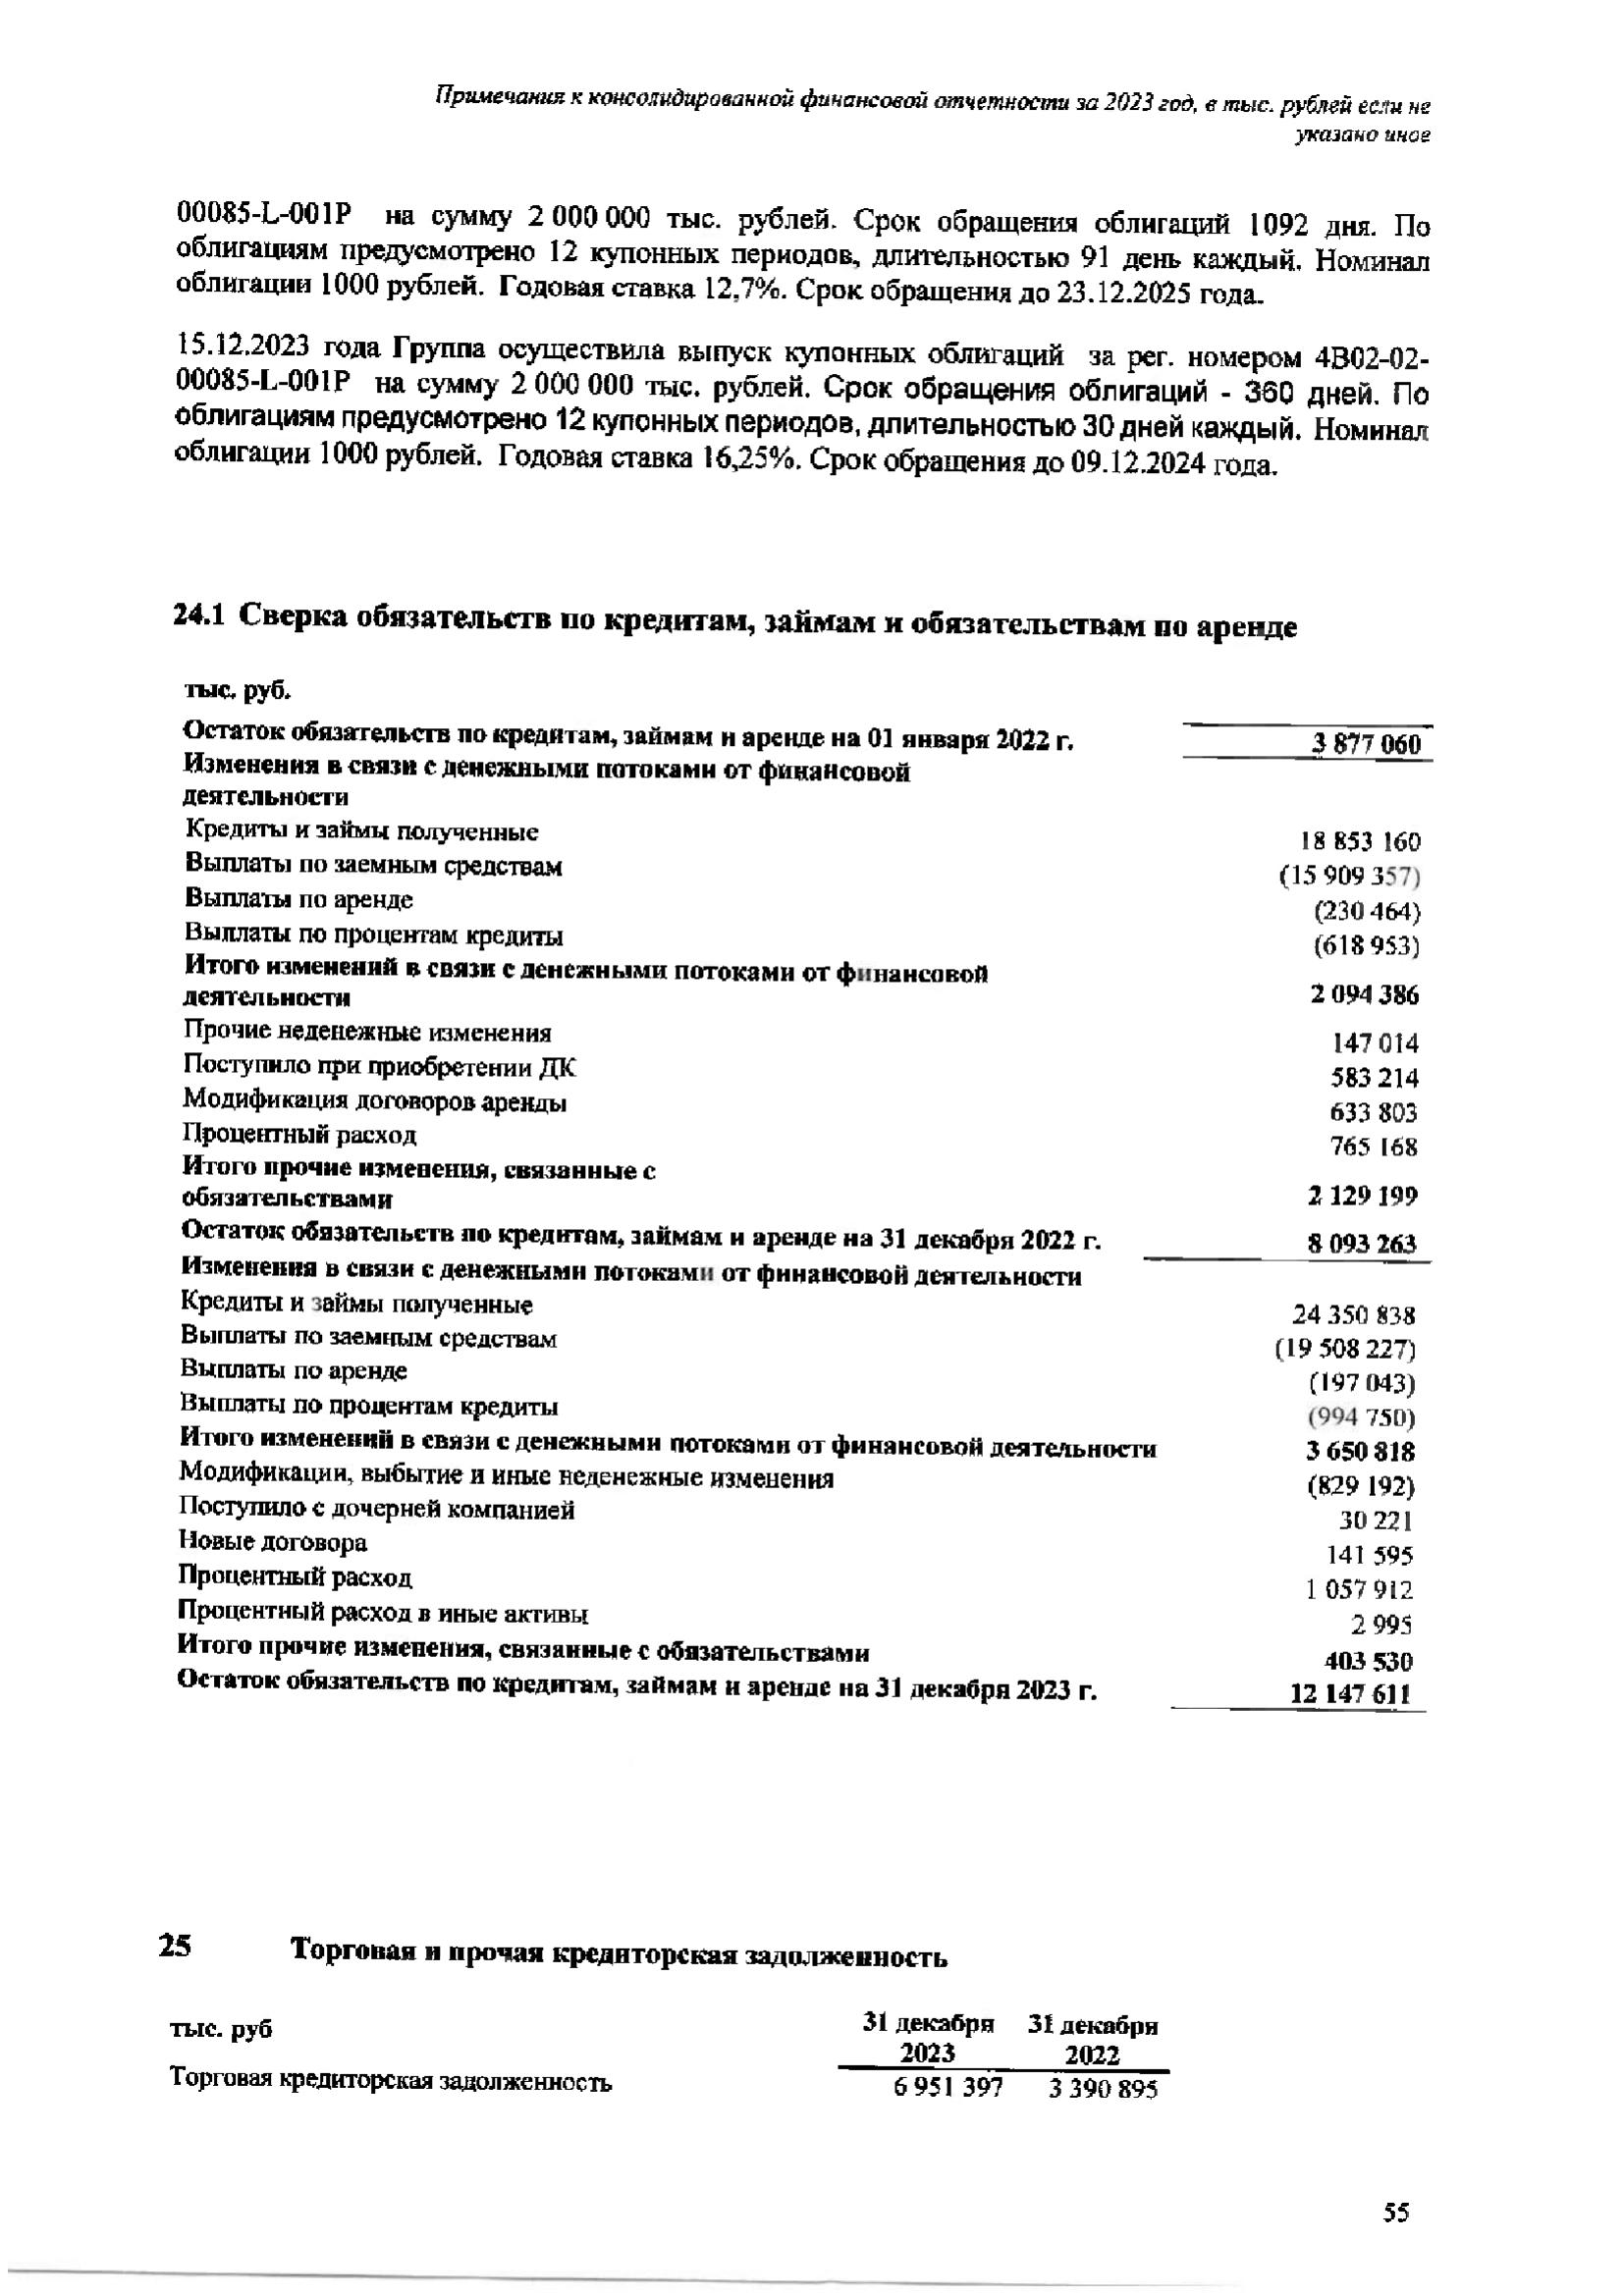 Примечания к консолидированной финансовой отчетности за 2023 год, в тыс. рублей если не
указано иное
00085-L-001P на сумму 2 000 000 тыс. рублей. Срок обращения облигаций 1092 дня. По
облигациям предусмотрено 12 купонных периодов, длительностью 91 день каждый. Номинал
облигации 1000 рублей. Годовая ставка 12,7%. Срок обращения до 23.12.2025 года.
15.12.2023 года Группа осуществила выпуск купонных облигаций за рег. номером 4B02-02-
00085-L-001P на сумму 2 000 000 тыс. рублей. Срок обращения облигаций - 360 дней. По
облигациям предусмотрено 12 купонных периодов, длительностью 30 дней каждый. Номинал
облигации 1000 рублей. Годовая ставка 16,25%. Срок обращения до 09.12.2024 года.
24.1 Сверка обязательств по кредитам, займам и обязательствам по аренде
тыс. руб.
Остаток обязательств по кредитам, займам и аренде на 01 января 2022 г. 3 877 060
Изменения в связи с денежными потоками от финансовой
деятельности
Кредиты и займы полученные 18 853 160
Выплаты по заемным средствам (15 909 357)
Выплаты по аренде (230 464)
Выплаты по процентам кредиты (618 953)
Итого изменений в связи с денежными потоками от финансовой
деятельности 2 094 386
Прочие неденежные изменения 147 014
Поступило при приобретении ДК 583 214
Модификация договоров аренды 633 803
Процентный расход 765 168
Итого прочие изменения, связанные с
обязательствами 2 129 199
Остаток обязательств по кредитам, займам и аренде на 31 декабря 2022 г. 8 093 263
Изменения в связи с денежными потоками от финансовой деятельности
Кредиты и займы полученные 24 350 838
Выплаты по заемным средствам (19 508 227)
Выплаты по аренде (197 043)
Выплаты по процентам кредиты (994 750)
Итого изменений в связи с денежными потоками от финансовой деятельности 3 650 818
Модификации, выбытие и иные неденежные изменения (829 192)
Поступило с дочерней компанией 30 221
Новые договора 141 595
Процентный расход 1 057 912
Процентный расход в иные активы 2 995
Итого прочие изменения, связанные с обязательствами 403 530
Остаток обязательств по кредитам, займам и аренде на 31 декабря 2023 г. 12 147 611
25 Торговая и прочая кредиторская задолженность
тыс. руб 31 декабря 31 декабря
2023 2022
Торговая кредиторская задолженность 6 951 397 3 390 895
55